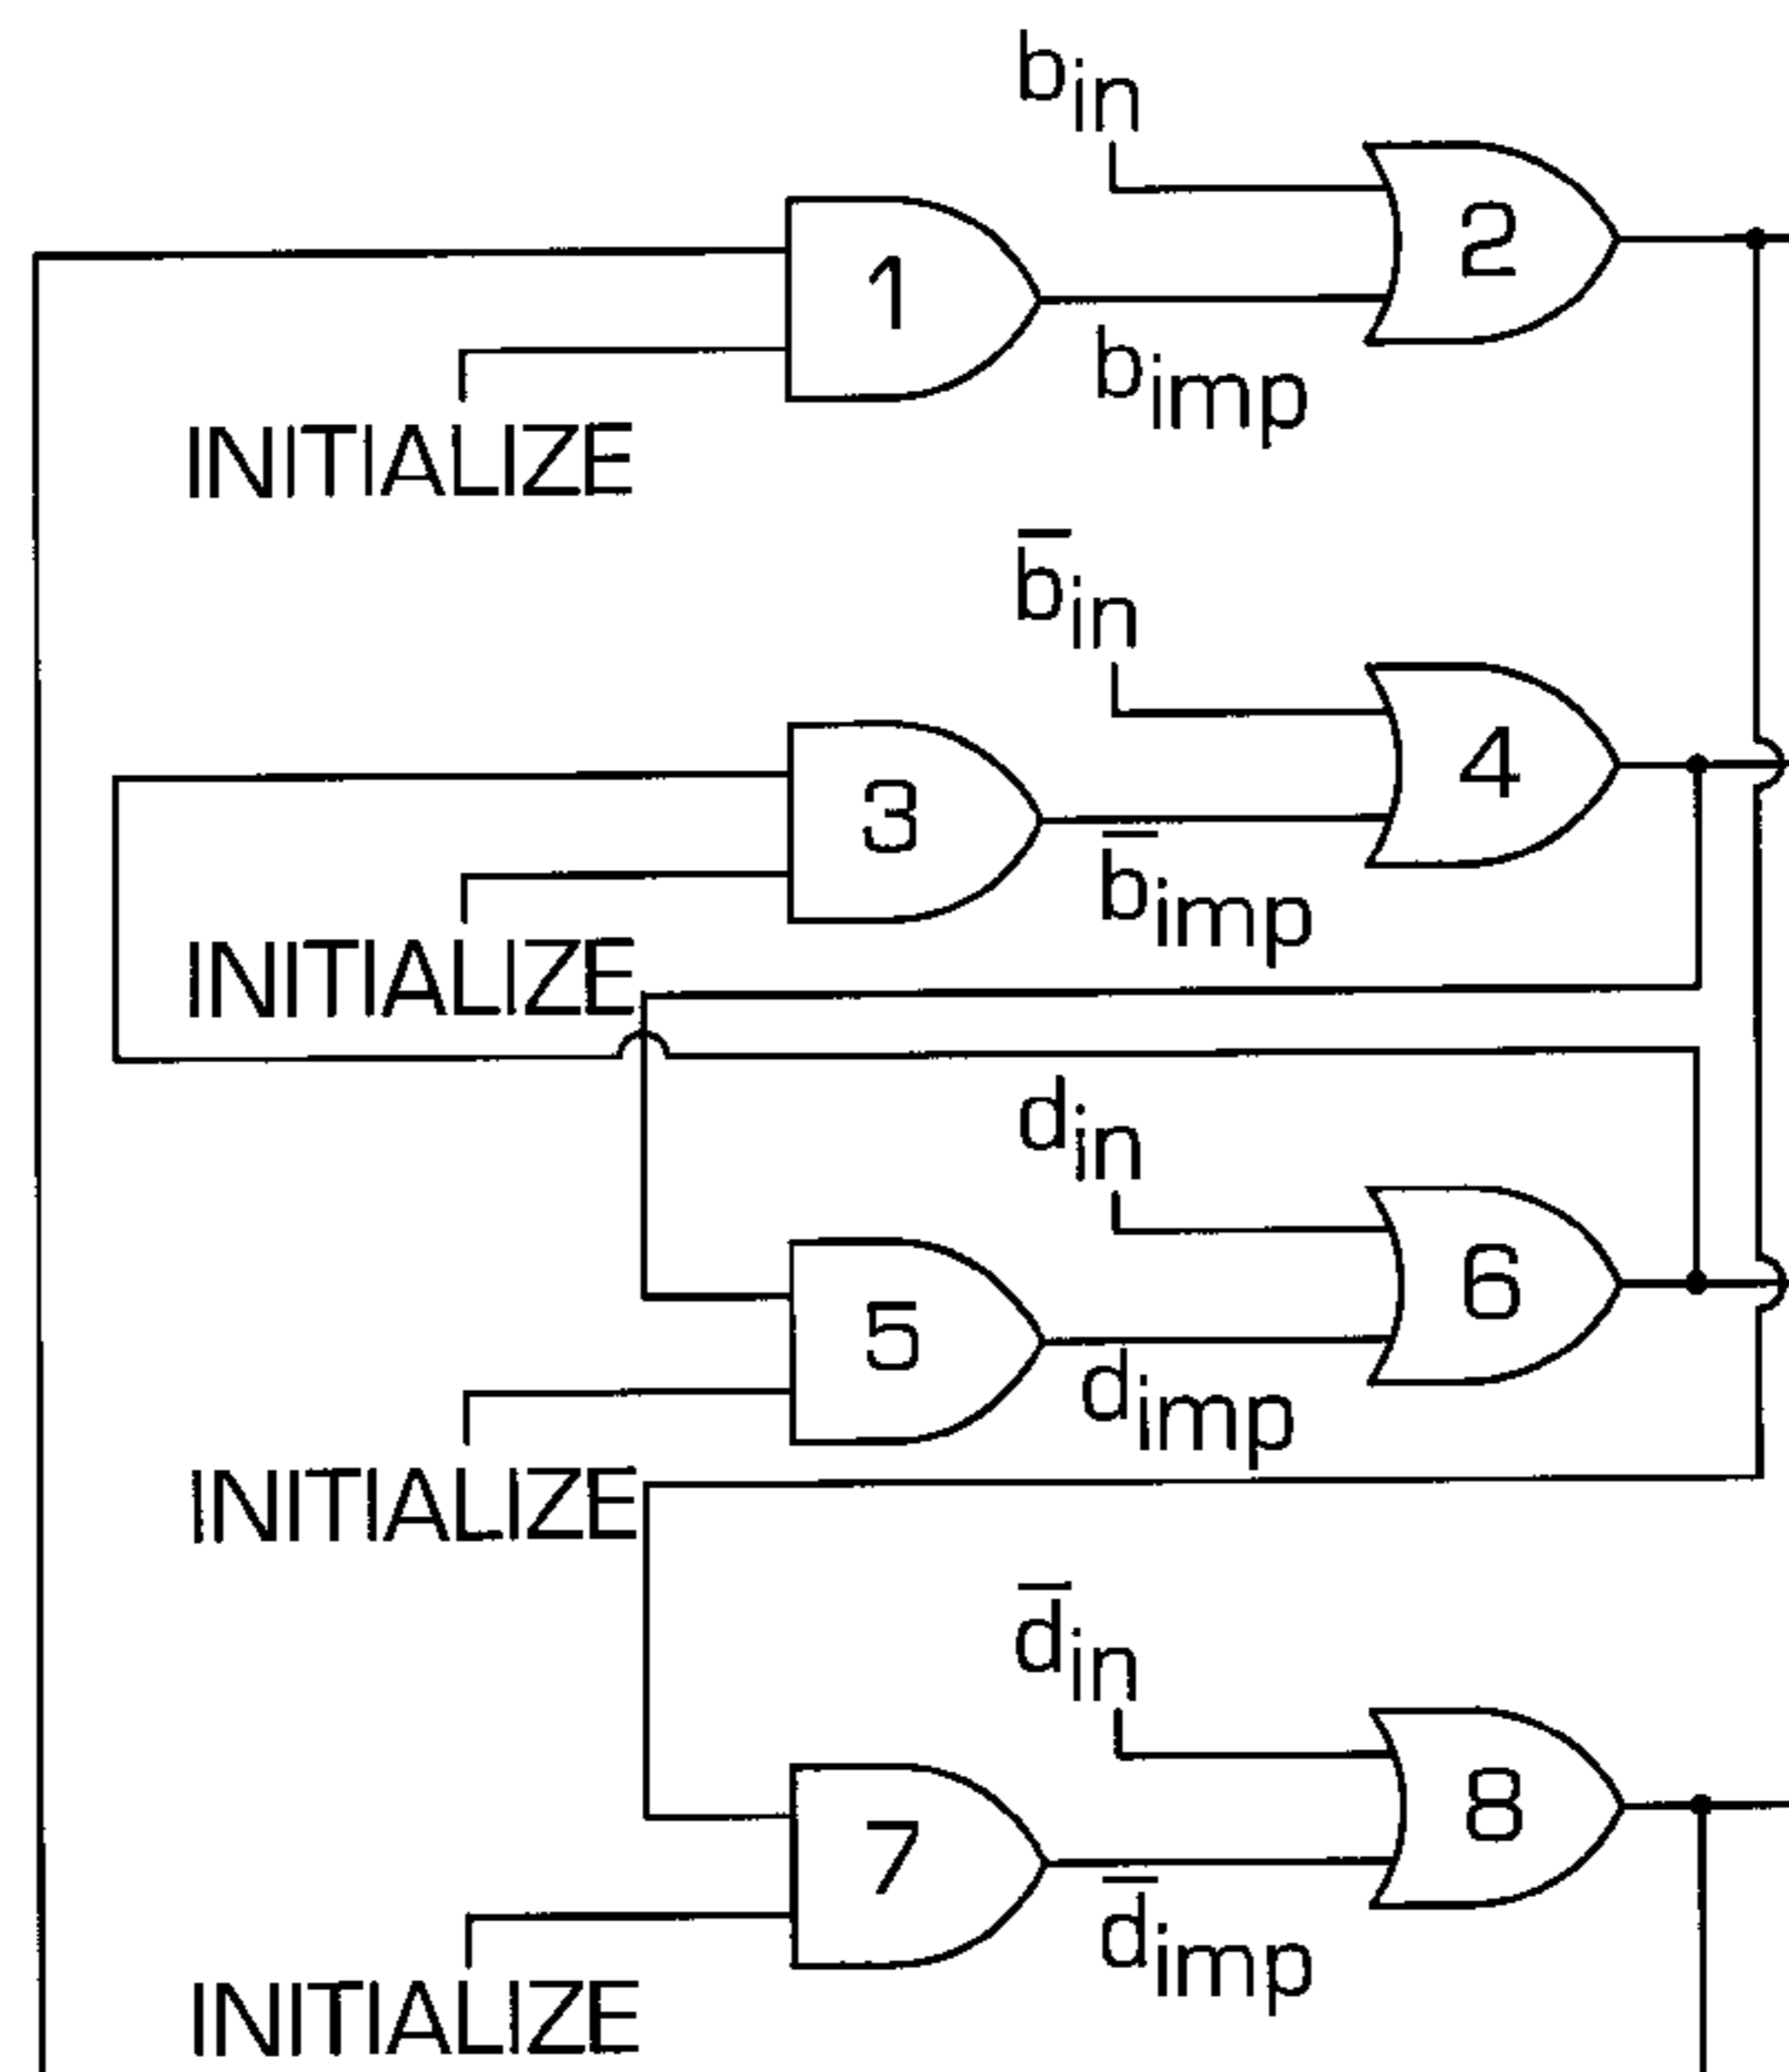 b_in
2
1
b_imp
INITIALIZE
b̅_in
4
3
b̅_imp
INITIALIZE
d_in
6
5
d_imp
INITIALIZE
d̅_in
8
7
d̅_imp
INITIALIZE